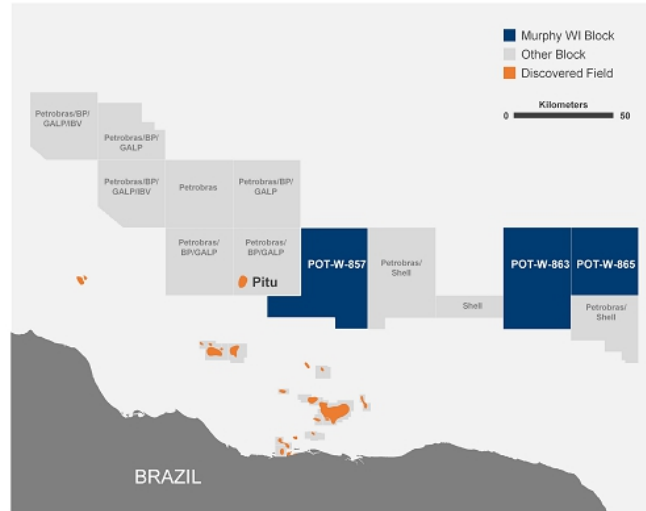 Murphy WI Block
Other Block
Discovered Field
Kilometers
0 50
Petrobras/BP/
GALP/IBV
Petrobras/BP/
GALP
Petrobras/BP/
GALP/IBV
Petrobras
Petrobras/BP/
GALP
Petrobras/
BP/GALP
Petrobras/
BP/GALP
Pitu
POT-W-857
Petrobras/
Shell
Shell
POT-W-863
POT-W-865
Petrobras/
Shell
BRAZIL